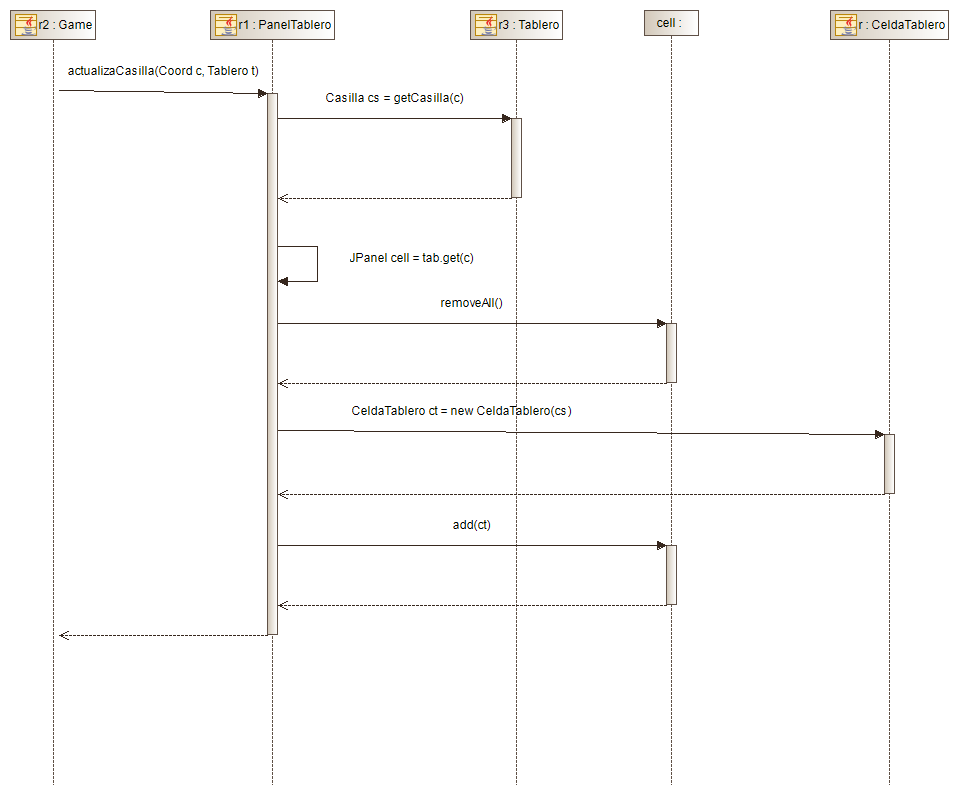 r2 : Game
r1 : PanelTablero
r3 : Tablero
cell :
r : CeldaTablero
actualizaCasilla(Coord c, Tablero t)
Casilla cs = getCasilla(c)
JPanel cell = tab.get(c)
removeAll()
CeldaTablero ct = new CeldaTablero(cs)
add(ct)